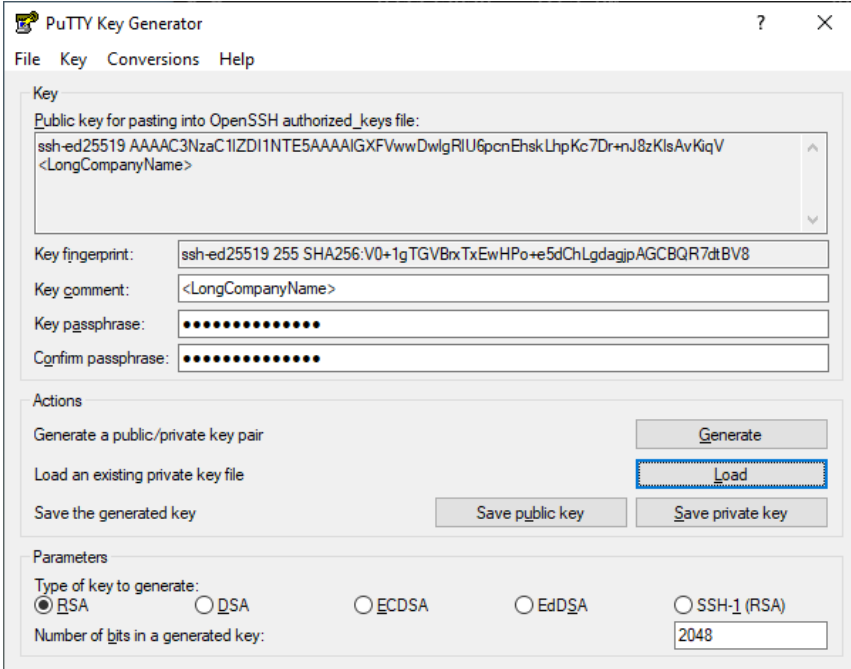 PuTTY Key Generator
File Key Conversions Help
Key
Public key for pasting into OpenSSH authorized_keys file:
ssh-ed25519 AAAAC3NzaC1lZDI1NTE5AAAAIGXFVwwDwlgRlU6pcnEhskLhpKc7Dr+nJ8zKlsAvKiqV
<LongCompanyName>
Key fingerprint: ssh-ed25519 255 SHA256:V0+1gTGVBrxTxEwHPo+e5dChLgdagjpAGCBQR7dtBV8
Key comment: <LongCompanyName>
Key passphrase: ●●●●●●●●●●●●●●
Confirm passphrase: ●●●●●●●●●●●●●●
Actions
Generate a public/private key pair Generate
Load an existing private key file Load
Save the generated key Save public key Save private key
Parameters
Type of key to generate:
RSA DSA ECDSA EdDSA SSH-1 (RSA)
Number of bits in a generated key: 2048